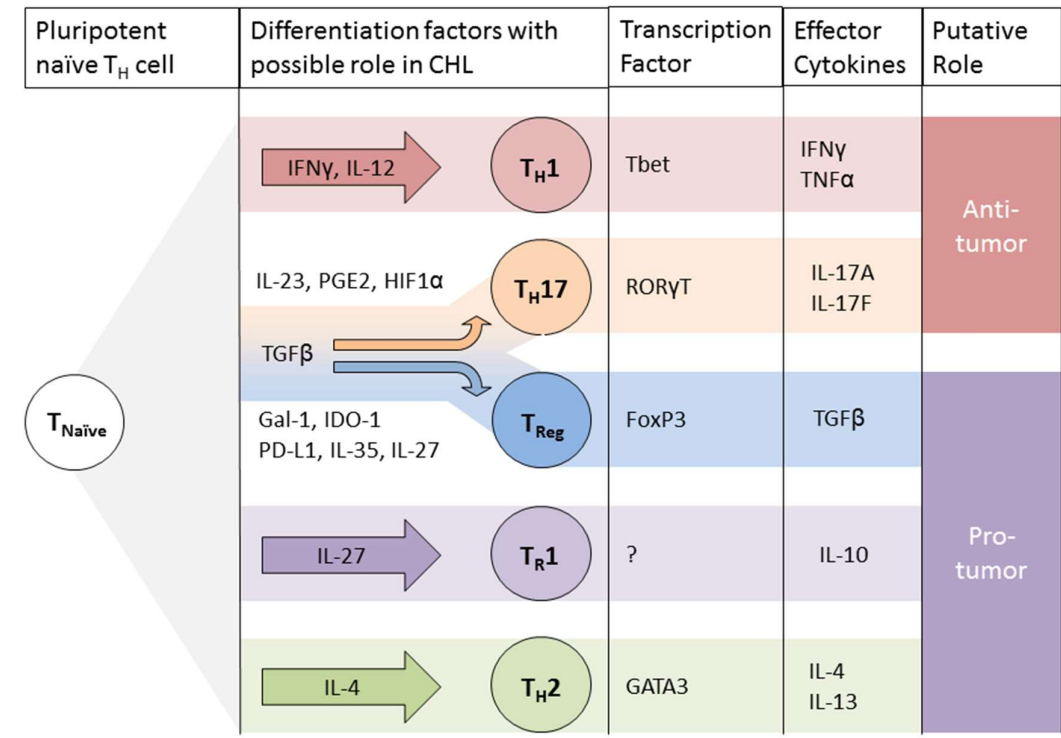 Pluripotent
naïve TH cell
Differentiation factors with
possible role in CHL
Transcription
Factor
Effector
Cytokines
Putative
Role
IFNγ, IL-12
TH1
Tbet
IFNγ
TNFα
Anti-
tumor
IL-23, PGE2, HIF1α
TH17
RORγT
IL-17A
IL-17F
TGFβ
TNaïve
Gal-1, IDO-1
PD-L1, IL-35, IL-27
TReg
FoxP3
TGFβ
IL-27
TR1
?
IL-10
Pro-
tumor
IL-4
TH2
GATA3
IL-4
IL-13